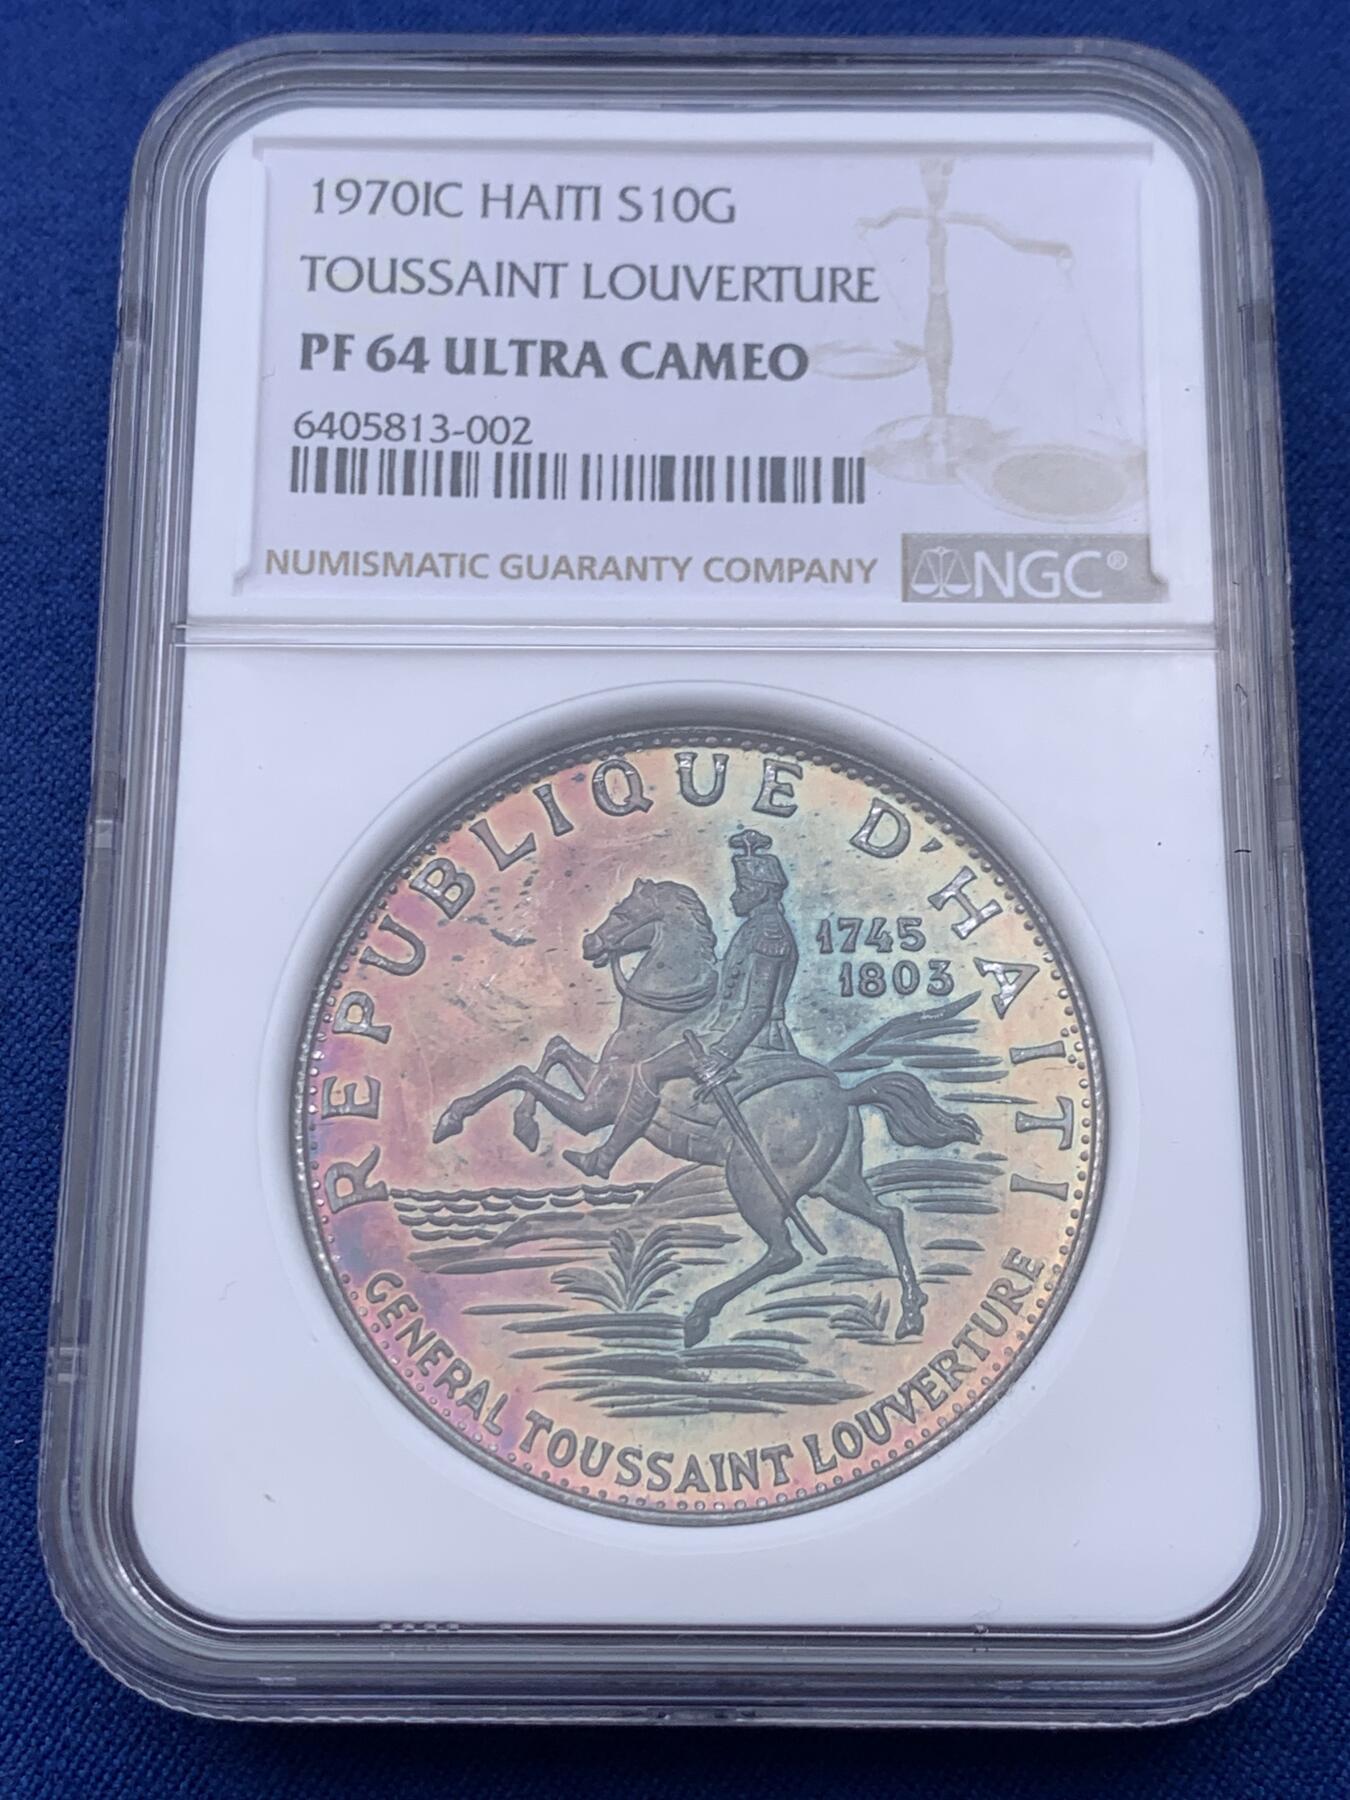 1970IC HAITI S10G
TOUSSAINT LOUVERTURE
PF 64 ULTRA CAMEO
6405813-002
NUMISMATIC GUARANTY COMPANY
NGC®
REPUBLIQUE D'HAITI
1745
1803
GENERAL TOUSSAINT LOUVERTURE